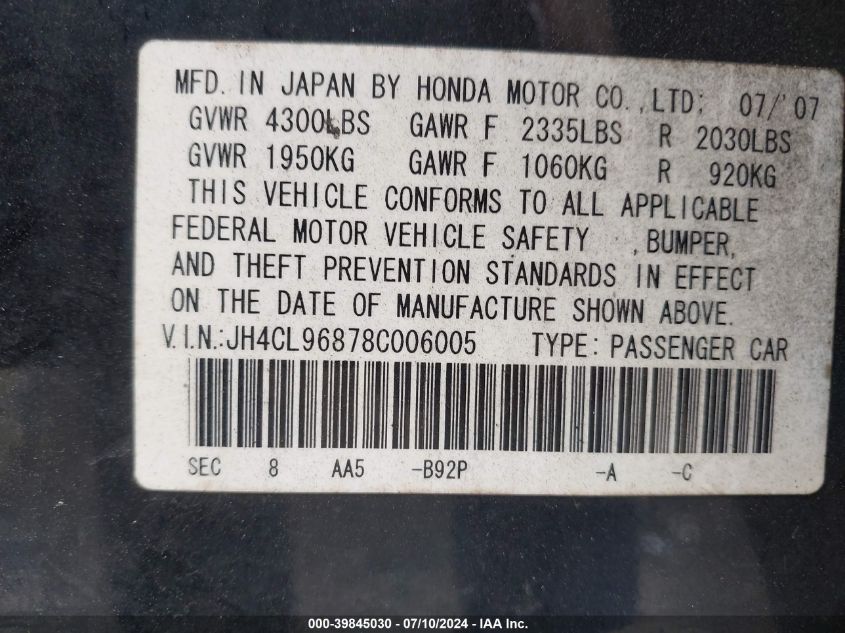 MFD. IN JAPAN BY HONDA MOTOR CO., LTD: 07/'07
GVWR 4300LBS GAWR F 2335LBS R 2030LBS
GVWR 1950KG GAWR F 1060KG R 920KG
THIS VEHICLE CONFORMS TO ALL APPLICABLE
FEDERAL MOTOR VEHICLE SAFETY , BUMPER,
AND THEFT PREVENTION STANDARDS IN EFFECT
ON THE DATE OF MANUFACTURE SHOWN ABOVE.
V.I.N.:JH4CL96878C006005 TYPE: PASSENGER CAR
SEC 8 AA5 -B92P -A -C
000-39845030 - 07/10/2024 - IAA Inc.